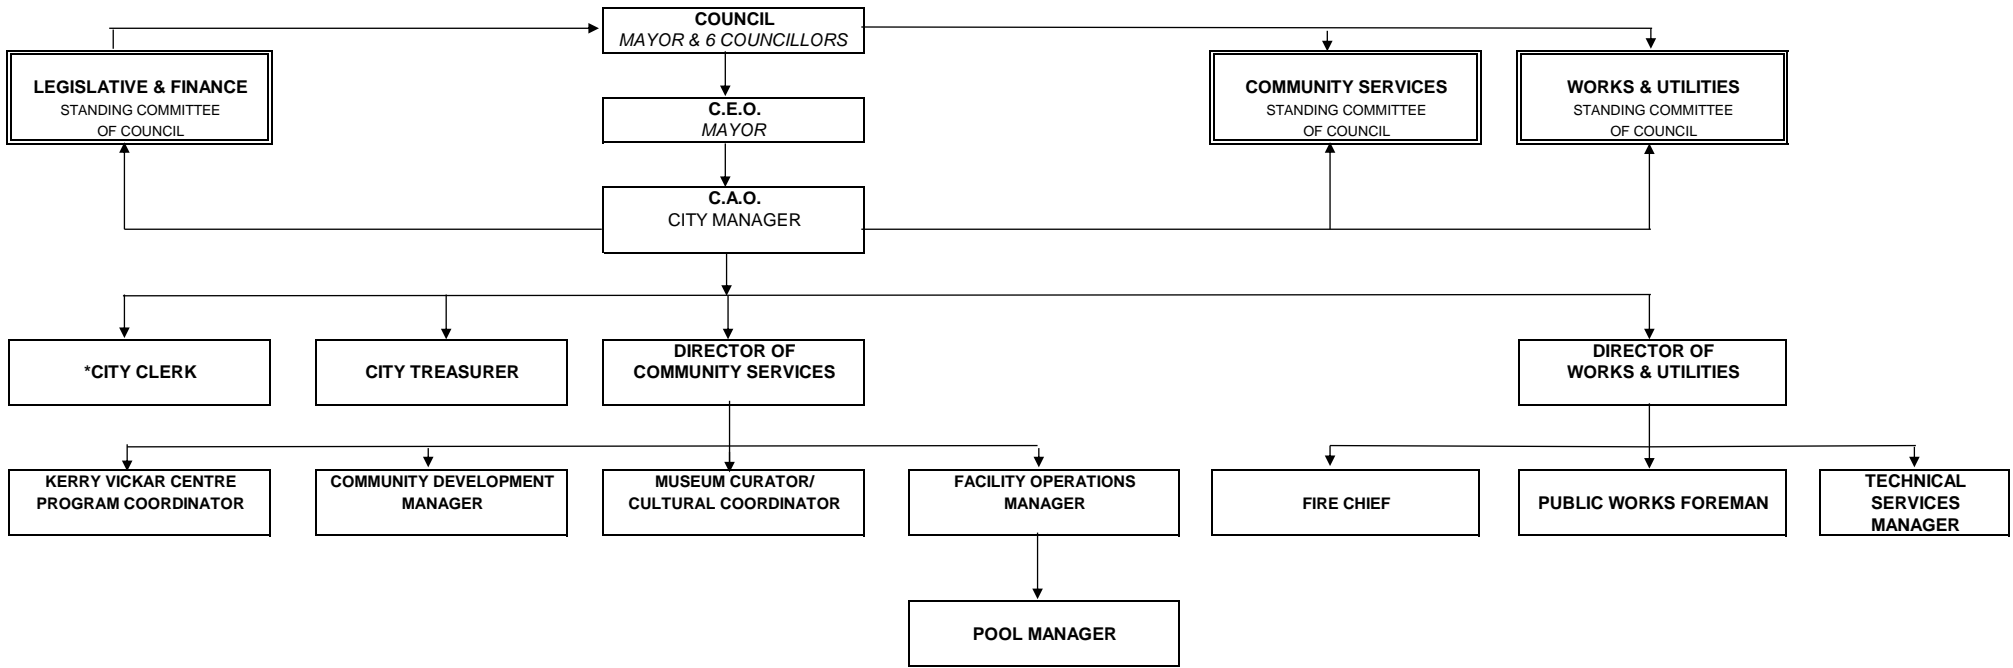 COUNCIL
MAYOR & 6 COUNCILLORS
LEGISLATIVE & FINANCE
STANDING COMMITTEE
OF COUNCIL
C.E.O.
MAYOR
COMMUNITY SERVICES
STANDING COMMITTEE
OF COUNCIL
WORKS & UTILITIES
STANDING COMMITTEE
OF COUNCIL
C.A.O.
CITY MANAGER
*CITY CLERK
CITY TREASURER
DIRECTOR OF
COMMUNITY SERVICES
DIRECTOR OF
WORKS & UTILITIES
KERRY VICKAR CENTRE
PROGRAM COORDINATOR
COMMUNITY DEVELOPMENT
MANAGER
MUSEUM CURATOR/
CULTURAL COORDINATOR
FACILITY OPERATIONS
MANAGER
FIRE CHIEF
PUBLIC WORKS FOREMAN
TECHNICAL
SERVICES
MANAGER
POOL MANAGER